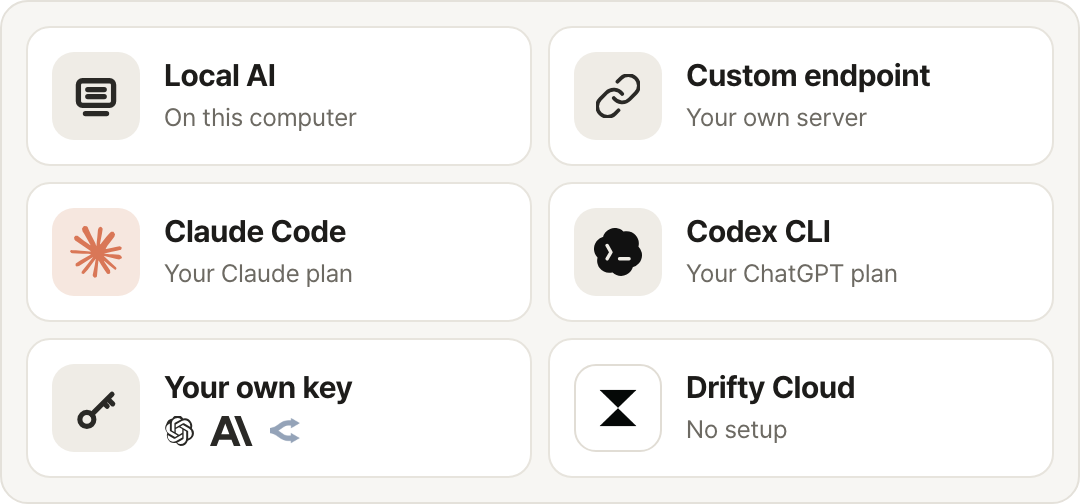 Local AI
On this computer
Custom endpoint
Your own server
Claude Code
Your Claude plan
Codex CLI
Your ChatGPT plan
Your own key
Drifty Cloud
No setup